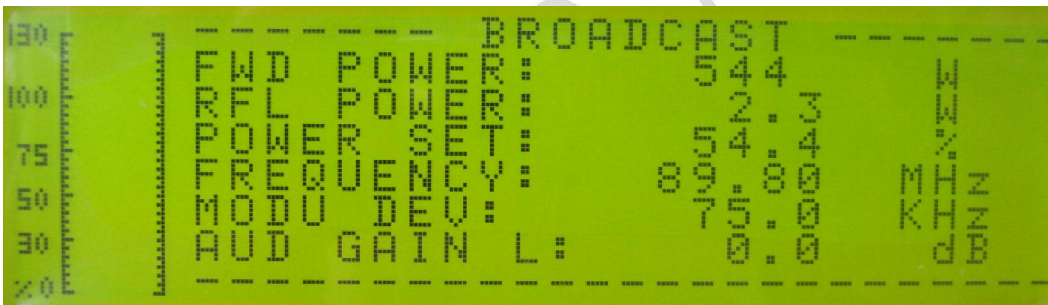 130
100
75
50
30
%0
------ BROADCAST ------
FWD POWER: 544 W
RFL POWER: 2.3 W
POWER SET: 54.4 %
FREQUENCY: 89.80 MHz
MODU DEV: 75.0 KHz
AUD GAIN L: 0.0 dB